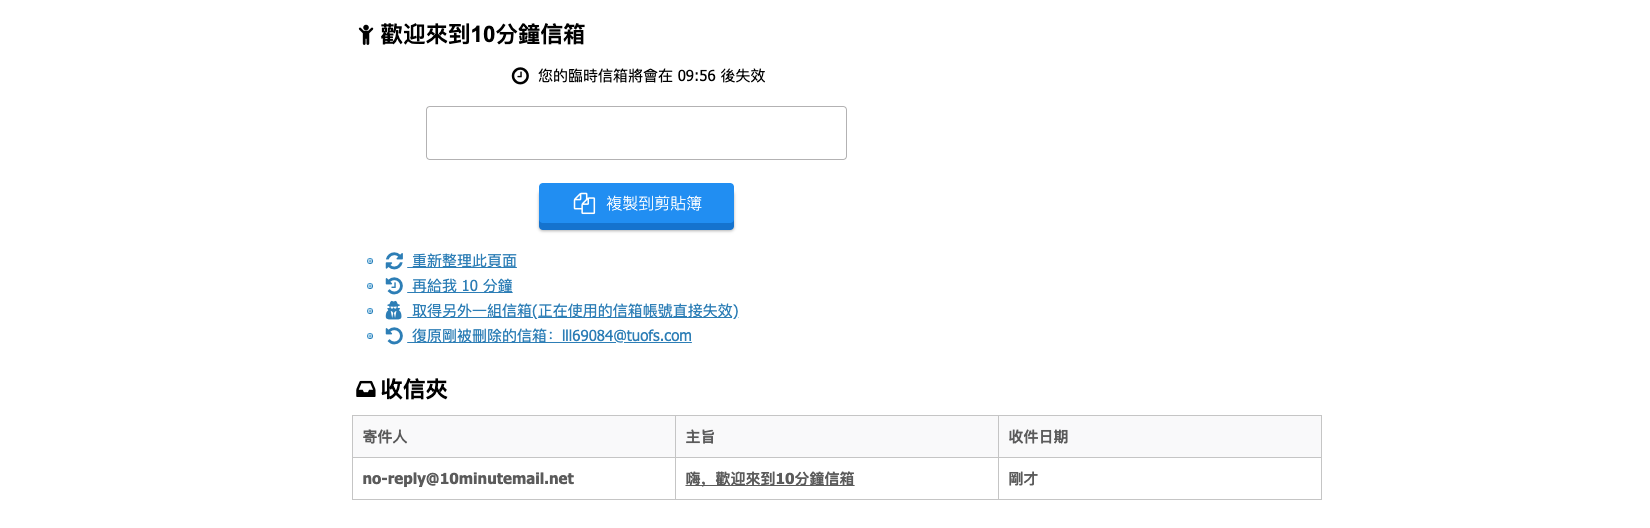 歡迎來到10分鐘信箱
您的臨時信箱將會在 09:56 後失效
複製到剪貼簿
重新整理此頁面
再給我 10 分鐘
取得另外一組信箱(正在使用的信箱帳號直接失效)
復原剛被刪除的信箱：lll69084@tuofs.com
收信夾
寄件人 主旨 收件日期
no-reply@10minutemail.net 嗨，歡迎來到10分鐘信箱 剛才